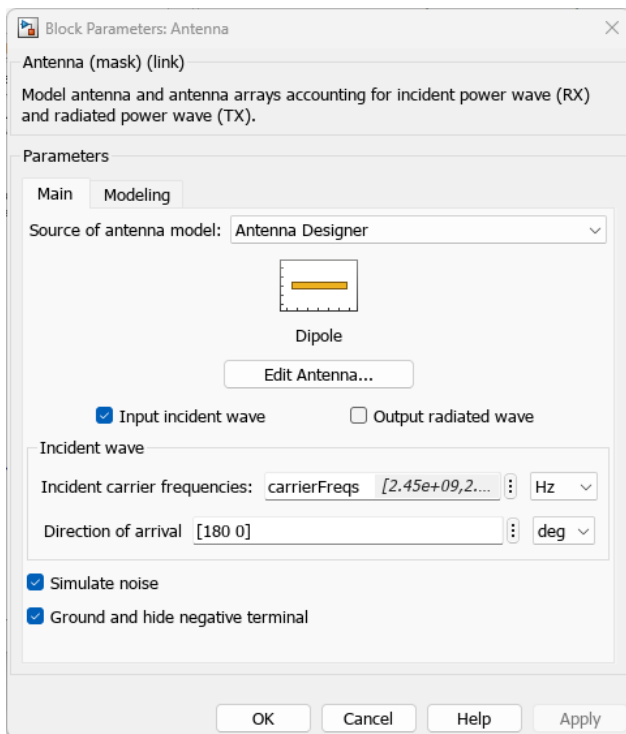 Block Parameters: Antenna
Antenna (mask) (link)
Model antenna and antenna arrays accounting for incident power wave (RX)
and radiated power wave (TX).
Parameters
Main Modeling
Source of antenna model: Antenna Designer
Dipole
Edit Antenna...
Input incident wave Output radiated wave
Incident wave
Incident carrier frequencies: carrierFreqs [2.45e+09,2.... Hz
Direction of arrival [180 0] deg
Simulate noise
Ground and hide negative terminal
OK Cancel Help Apply